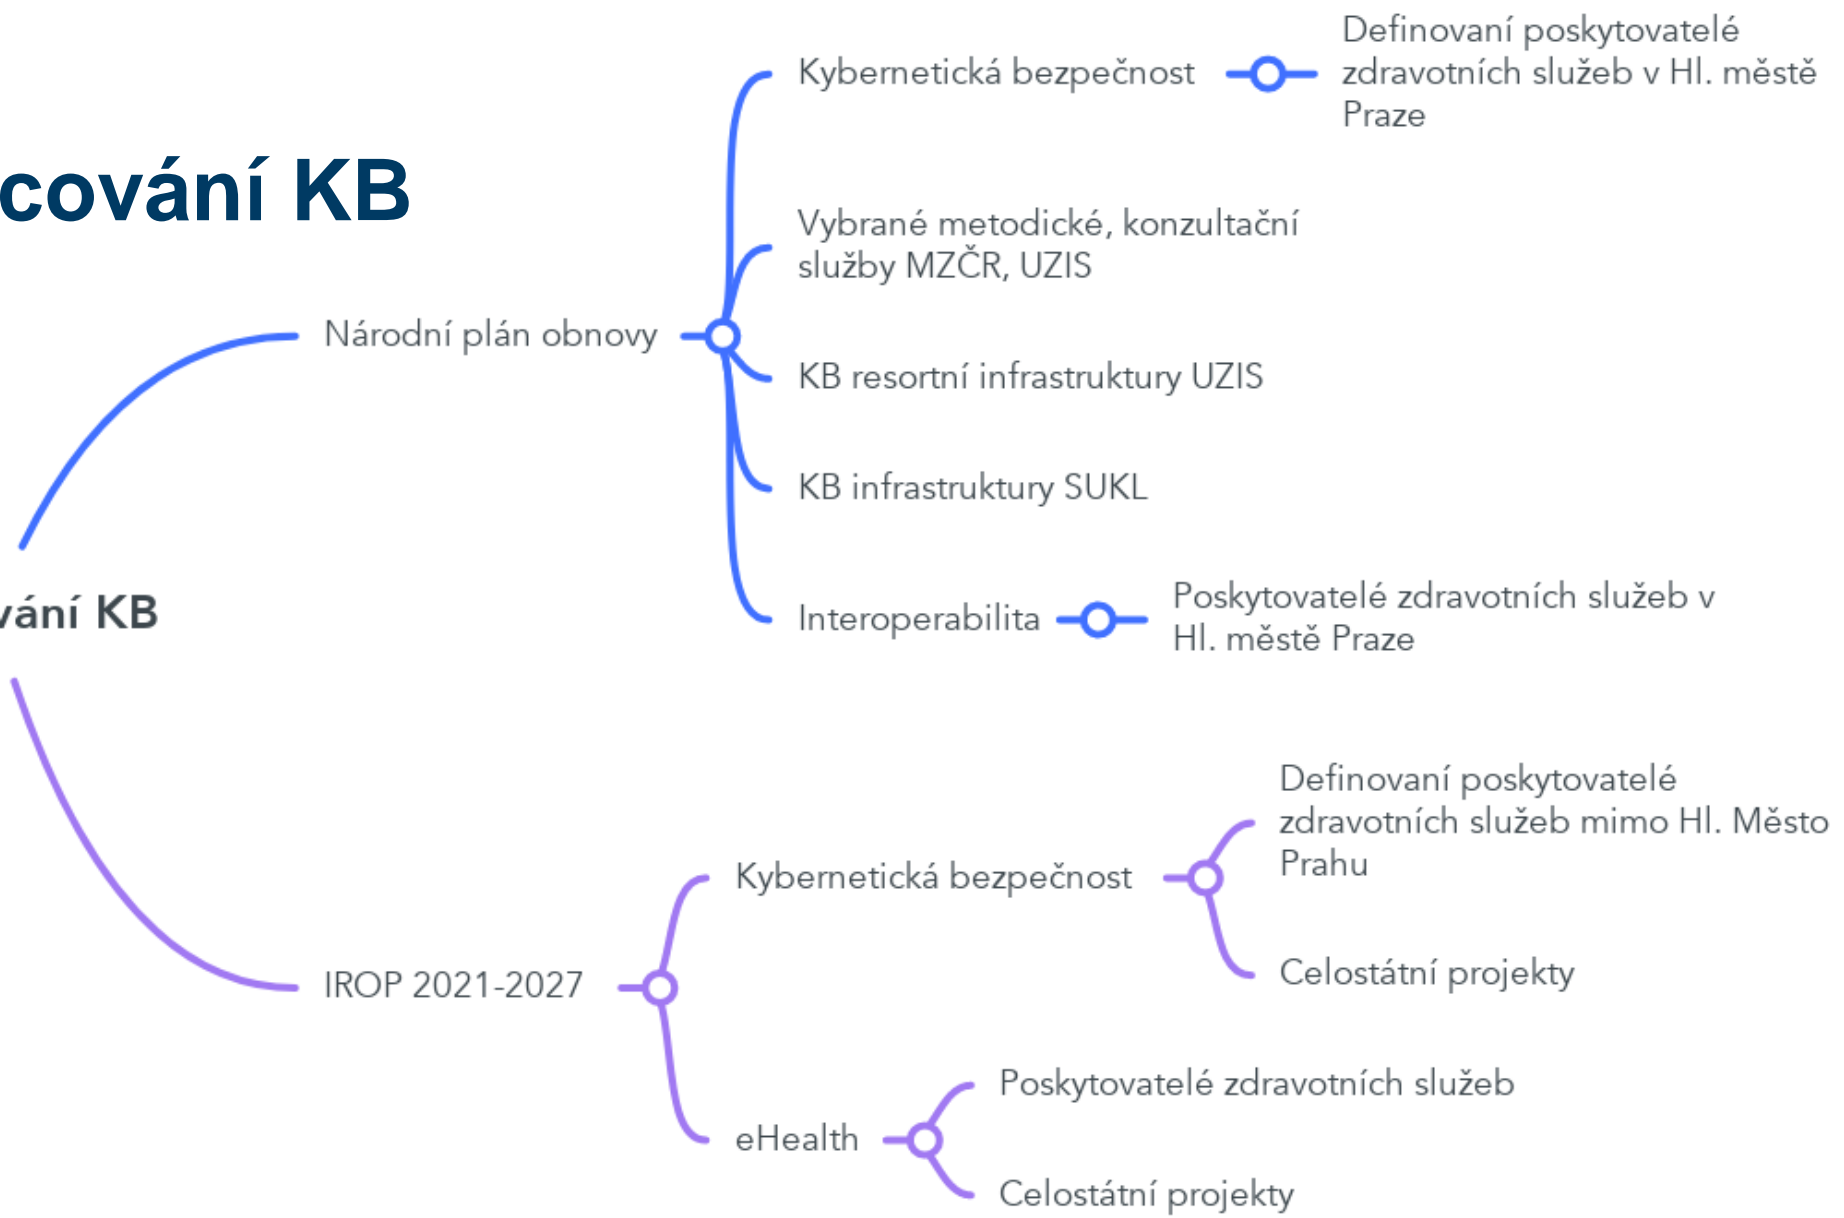 cování KB
Kybernetická bezpečnost
Definovaní poskytovatelé
zdravotních služeb v Hl. městě
Praze
Vybrané metodické, konzultační
služby MZČR, UZIS
Národní plán obnovy
KB resortní infrastruktury UZIS
KB infrastruktury SUKL
Interoperabilita
Poskytovatelé zdravotních služeb v
Hl. městě Praze
vání KB
Definovaní poskytovatelé
zdravotních služeb mimo Hl. Město
Prahu
Kybernetická bezpečnost
Celostátní projekty
IROP 2021-2027
Poskytovatelé zdravotních služeb
eHealth
Celostátní projekty